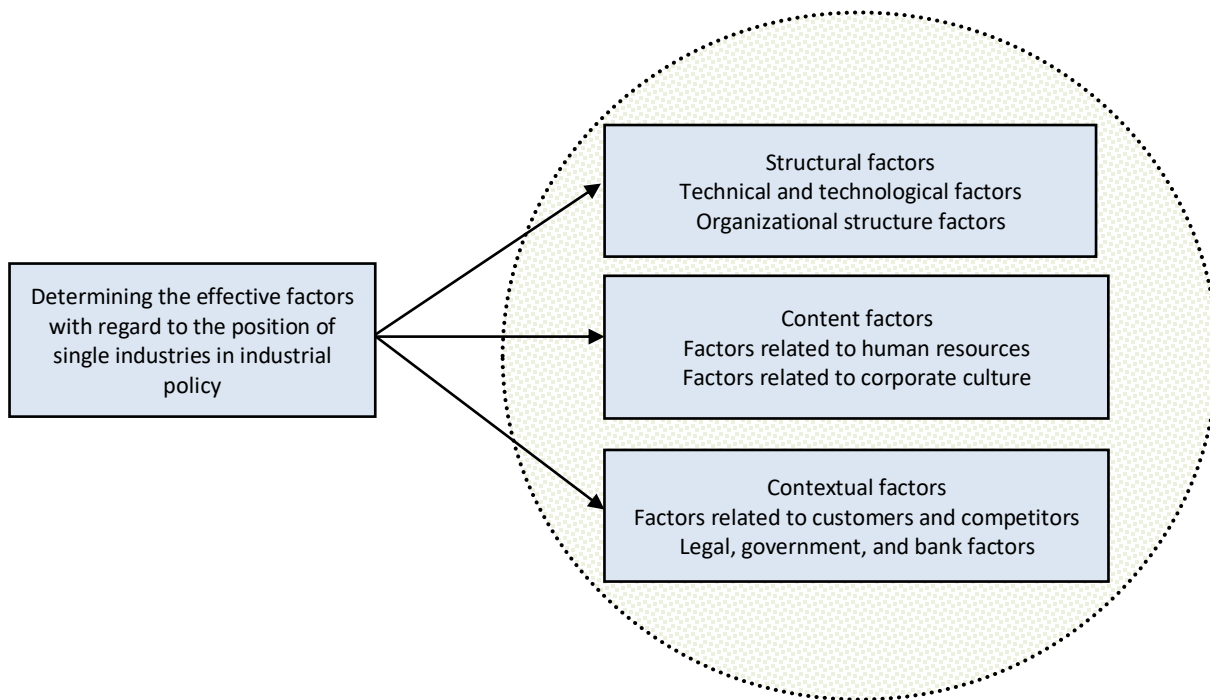 Structural factors
Technical and technological factors
Organizational structure factors
Determining the effective factors
with regard to the position of
single industries in industrial
policy
Content factors
Factors related to human resources
Factors related to corporate culture
Contextual factors
Factors related to customers and competitors
Legal, government, and bank factors